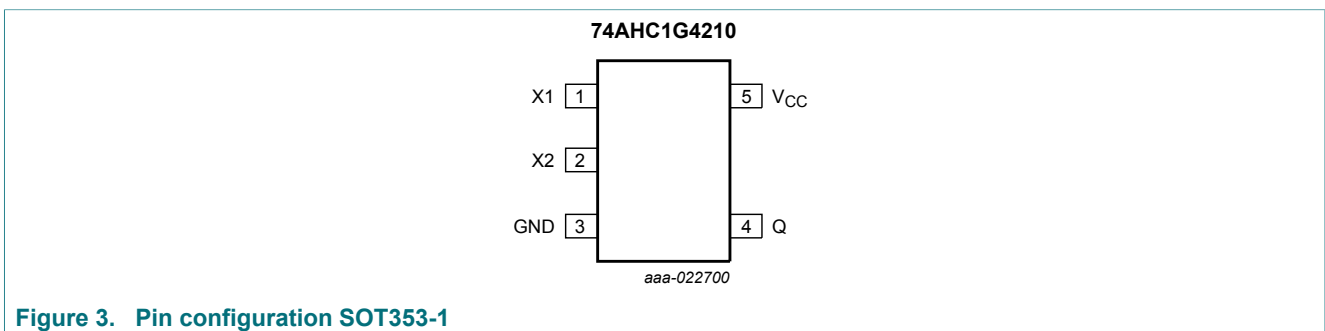 74AHC1G4210
X1 1 5 VCC
X2 2
GND 3 4 Q
aaa-022700
Figure 3. Pin configuration SOT353-1